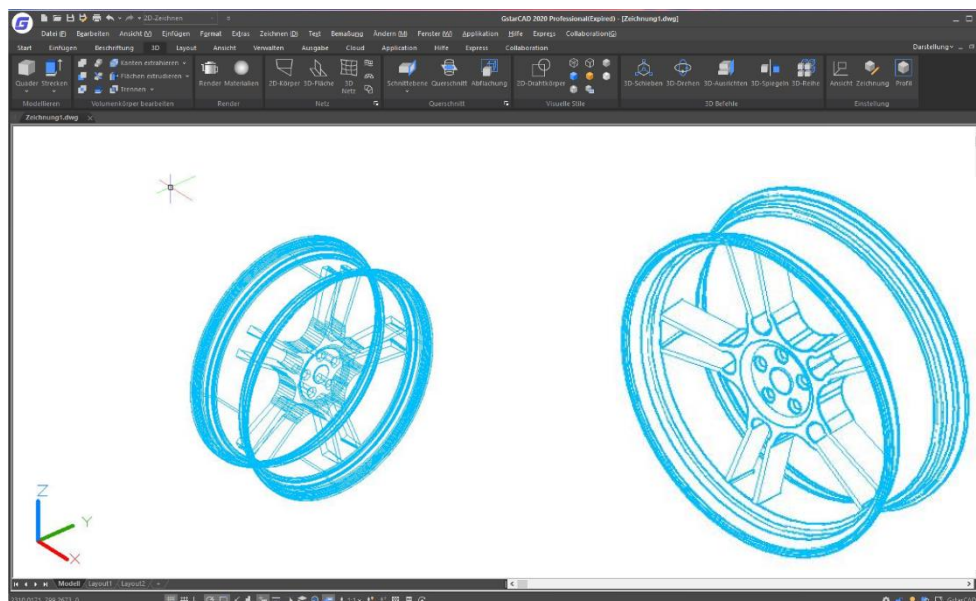 2D-Zeichnen
GstarCAD 2020 Professional(Expired) - [Zeichnung1.dwg]
Datei (F) Bearbeiten Ansicht (V) Einfügen Format Extras Zeichnen (D) Text Bemaßung Ändern (M) Fenster (W) Applikation Hilfe Express Collaboration(G)
Start Einfügen Beschriftung 3D Layout Ansicht Verwalten Ausgabe Cloud Application Hilfe Express Collaboration Darstellung
Kanten extrahieren
Quader Strecken Flächen extrudieren Render Materialien 2D-Körper 3D-Fläche 3D Netz Schnittebene Querschnitt Abflachung 2D-Drahtkörper 3D-Schieben 3D-Drehen 3D-Ausrichten 3D-Spiegeln 3D-Reihe Ansicht Zeichnung Profil
Trennen
Modellieren Volumenkörper bearbeiten Render Netz Querschnitt Visuelle Stile 3D Befehle Einstellung
Zeichnung1.dwg
Z
Y
X
Modell Layout1 Layout2
1:1
GstarCAD